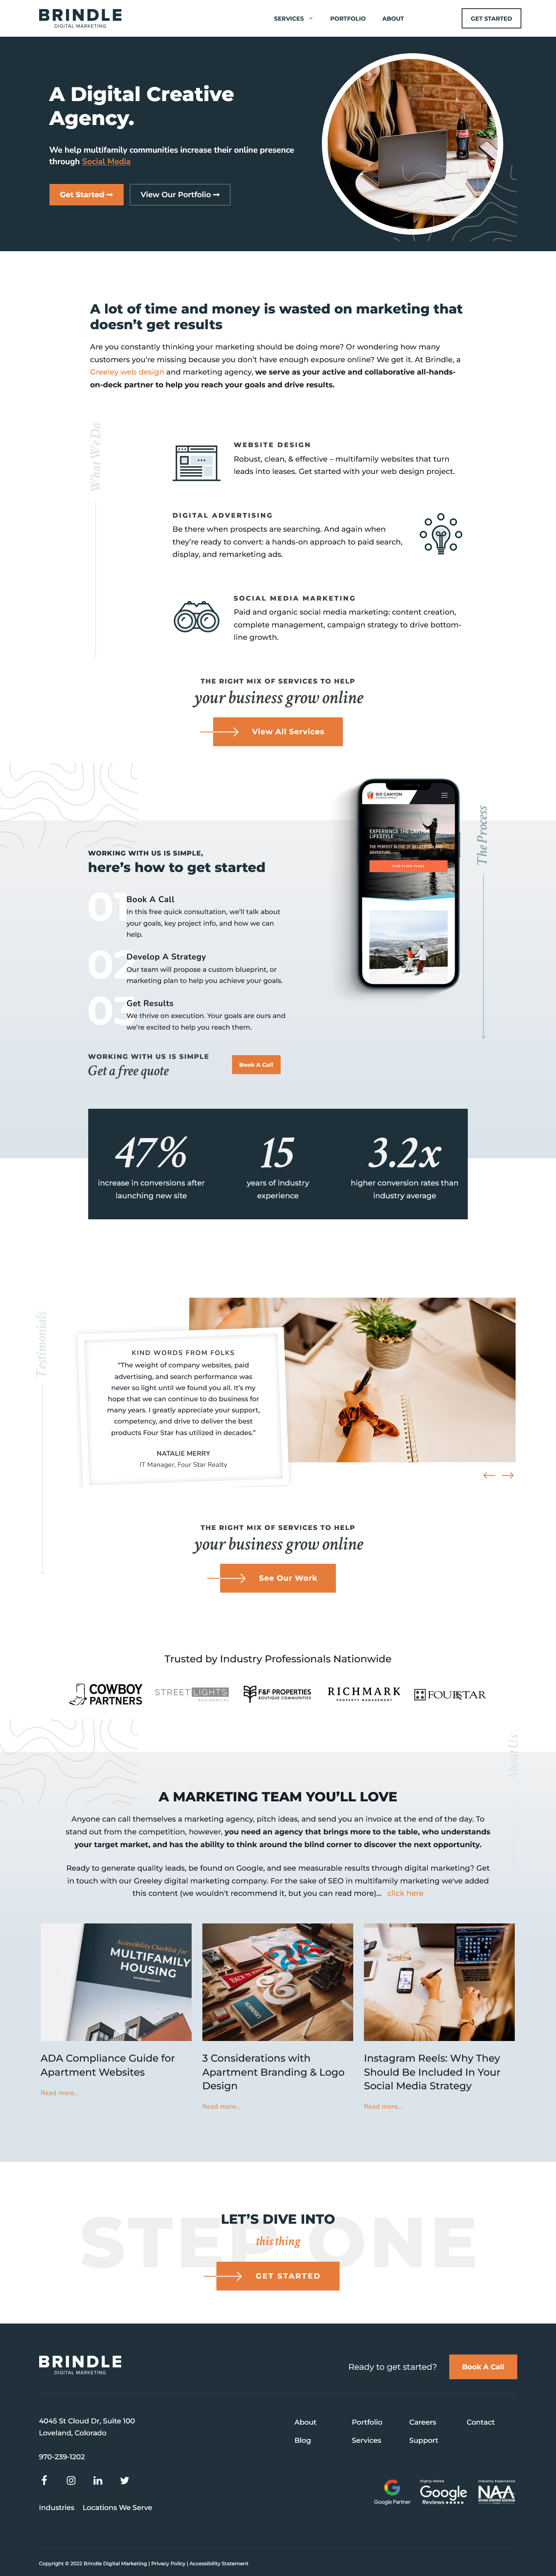 BRINDLE
DIGITAL MARKETING
SERVICES
PORTFOLIO
ABOUT
GET STARTED
A Digital Creative
Agency.
We help multifamily communities increase their online presence
through Social Media
Get Started
View Our Portfolio
A lot of time and money is wasted on marketing that
doesn't get results
Are you constantly thinking your marketing should be doing more? Or wondering how many
customers you're missing because you don't have enough exposure online? We get it. At Brindle, a
Greeley web design and marketing agency, we serve as your active and collaborative all-hands-
on-deck partner to help you reach your goals and drive results.
What We Do
WEBSITE DESIGN
Robust, clean, & effective – multifamily websites that turn
leads into leases. Get started with your web design project.
DIGITAL ADVERTISING
Be there when prospects are searching. And again when
they're ready to convert: a hands-on approach to paid search,
display, and remarketing ads.
SOCIAL MEDIA MARKETING
Paid and organic social media marketing: content creation,
complete management, campaign strategy to drive bottom-
line growth.
THE RIGHT MIX OF SERVICES TO HELP
your business grow online
View All Services
SIX CANYON
EXPERIENCE THE CANYON
LIFESTYLE
THE PERFECT BLEND OF RELAXATION AND
ADVENTURE
VIEW FLOOR PLANS
The Process
WORKING WITH US IS SIMPLE,
here's how to get started
01
Book A Call
In this free quick consultation, we'll talk about
your goals, key project info, and how we can
help.
02
Develop A Strategy
Our team will propose a custom blueprint, or
marketing plan to help you achieve your goals.
03
Get Results
We thrive on execution. Your goals are ours and
we're excited to help you reach them.
WORKING WITH US IS SIMPLE
Get a free quote
Book A Call
47%
increase in conversions after
launching new site
15
years of industry
experience
3.2x
higher conversion rates than
industry average
Testimonials
KIND WORDS FROM FOLKS
"The weight of company websites, paid
advertising, and search performance was
never so light until we found you all. It's my
hope that we can continue to do business for
many years. I greatly appreciate your support,
competency, and drive to deliver the best
products Four Star has utilized in decades."
NATALIE MERRY
IT Manager, Four Star Realty
THE RIGHT MIX OF SERVICES TO HELP
your business grow online
See Our Work
Trusted by Industry Professionals Nationwide
COWBOY
PARTNERS
STREETLIGHTS
RESIDENTIAL
F&F PROPERTIES
BOUTIQUE COMMUNITIES
RICHMARK
PROPERTY MANAGEMENT
FOURSTAR
About Us
A MARKETING TEAM YOU'LL LOVE
Anyone can call themselves a marketing agency, pitch ideas, and send you an invoice at the end of the day. To
stand out from the competition, however, you need an agency that brings more to the table, who understands
your target market, and has the ability to think around the blind corner to discover the next opportunity.
Ready to generate quality leads, be found on Google, and see measurable results through digital marketing? Get
in touch with our Greeley digital marketing company. For the sake of SEO in multifamily marketing we've added
this content (we wouldn't recommend it, but you can read more)... click here
Accessibility Checklist for
MULTIFAMILY
HOUSING
ADA Compliance Guide for
Apartment Websites
Read more...
3 Considerations with
Apartment Branding & Logo
Design
Read more...
Instagram Reels: Why They
Should Be Included In Your
Social Media Strategy
Read more...
STEP ONE
LET'S DIVE INTO
this thing
GET STARTED
BRINDLE
DIGITAL MARKETING
Ready to get started?
Book A Call
4045 St Cloud Dr, Suite 100
Loveland, Colorado
970-239-1202
Industries
Locations We Serve
About
Portfolio
Careers
Contact
Blog
Services
Support
Google Partner
Highly-Rated
Google
Reviews
Industry Experience
NAA
Copyright © 2022 Brindle Digital Marketing | Privacy Policy | Accessibility Statement